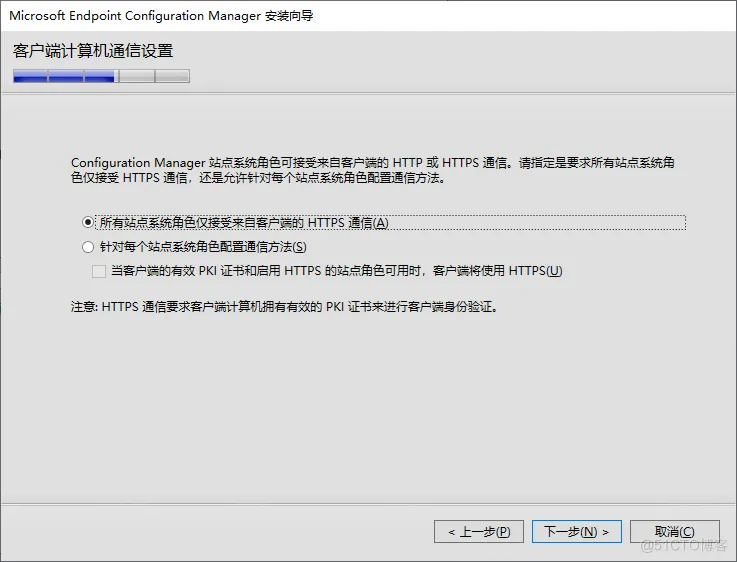 Microsoft Endpoint Configuration Manager 安装向导
客户端计算机通信设置
Configuration Manager 站点系统角色可接受来自客户端的 HTTP 或 HTTPS 通信。请指定是要求所有站点系统角
色仅接受 HTTPS 通信，还是允许针对每个站点系统角色配置通信方法。
所有站点系统角色仅接受来自客户端的 HTTPS 通信(A)
针对每个站点系统角色配置通信方法(S)
当客户端的有效 PKI 证书和启用 HTTPS 的站点角色可用时，客户端将使用 HTTPS(U)
注意: HTTPS 通信要求客户端计算机拥有有效的 PKI 证书来进行客户端身份验证。
< 上一步(P) 下一步(N) > 取消(C)
@51CTO博客